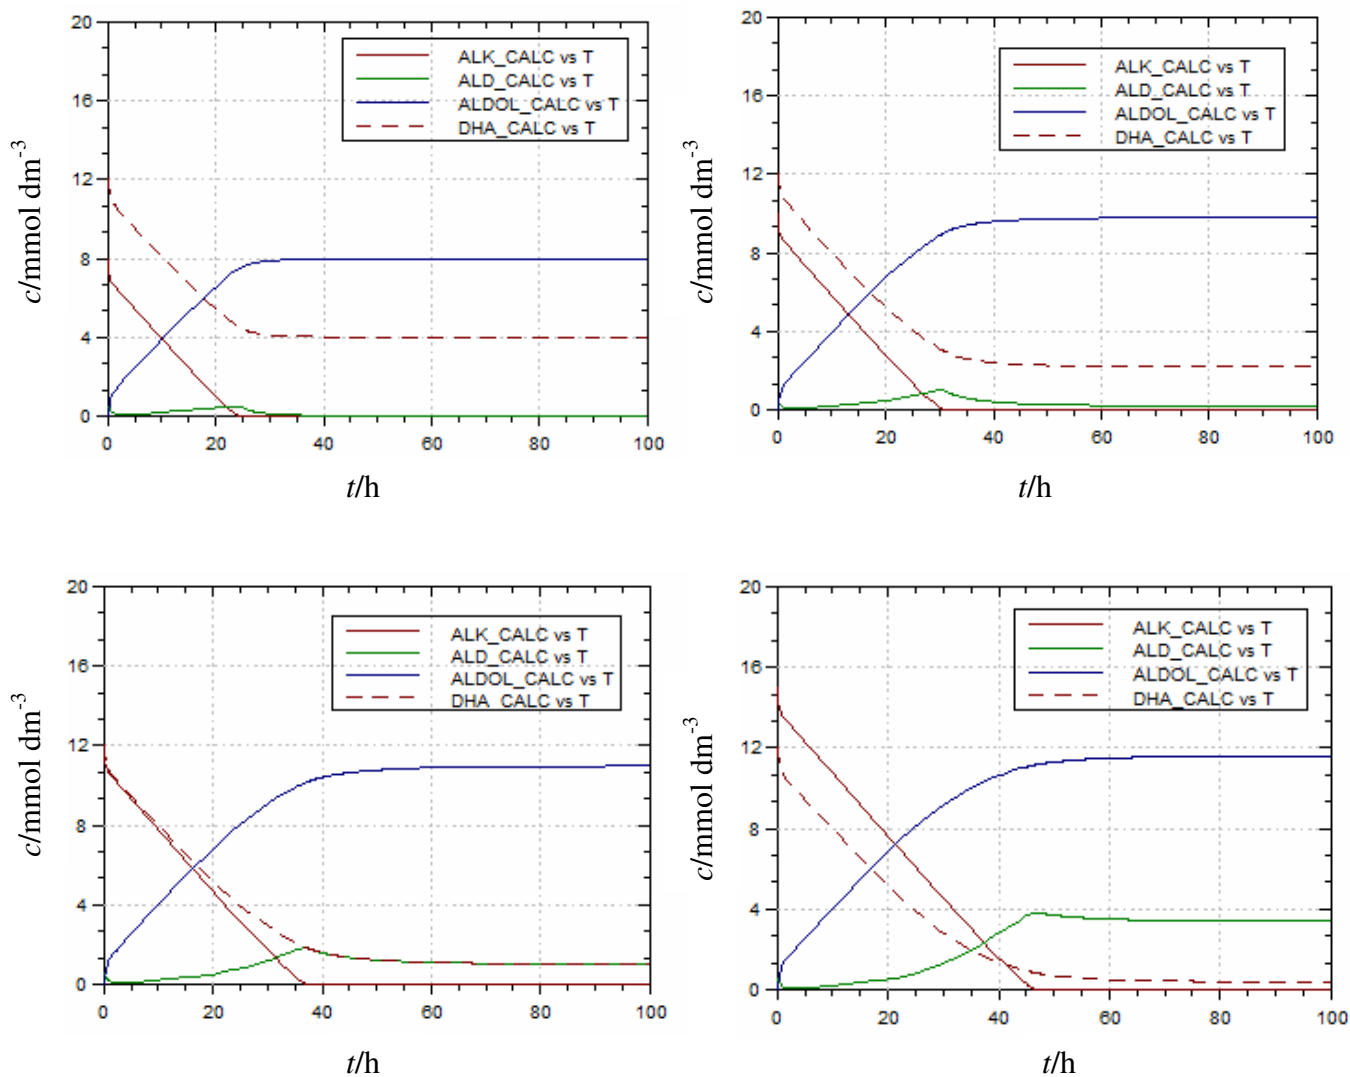 20
16
12
8
4
0
c/mmol dm-3
ALK_CALC vs T
ALD_CALC vs T
ALDOL_CALC vs T
DHA_CALC vs T
0 20 40 60 80 100
t/h
20
16
12
8
4
0
c/mmol dm-3
ALK_CALC vs T
ALD_CALC vs T
ALDOL_CALC vs T
DHA_CALC vs T
0 20 40 60 80 100
t/h
20
16
12
8
4
0
c/mmol dm-3
ALK_CALC vs T
ALD_CALC vs T
ALDOL_CALC vs T
DHA_CALC vs T
0 20 40 60 80 100
t/h
20
16
12
8
4
0
c/mmol dm-3
ALK_CALC vs T
ALD_CALC vs T
ALDOL_CALC vs T
DHA_CALC vs T
0 20 40 60 80 100
t/h